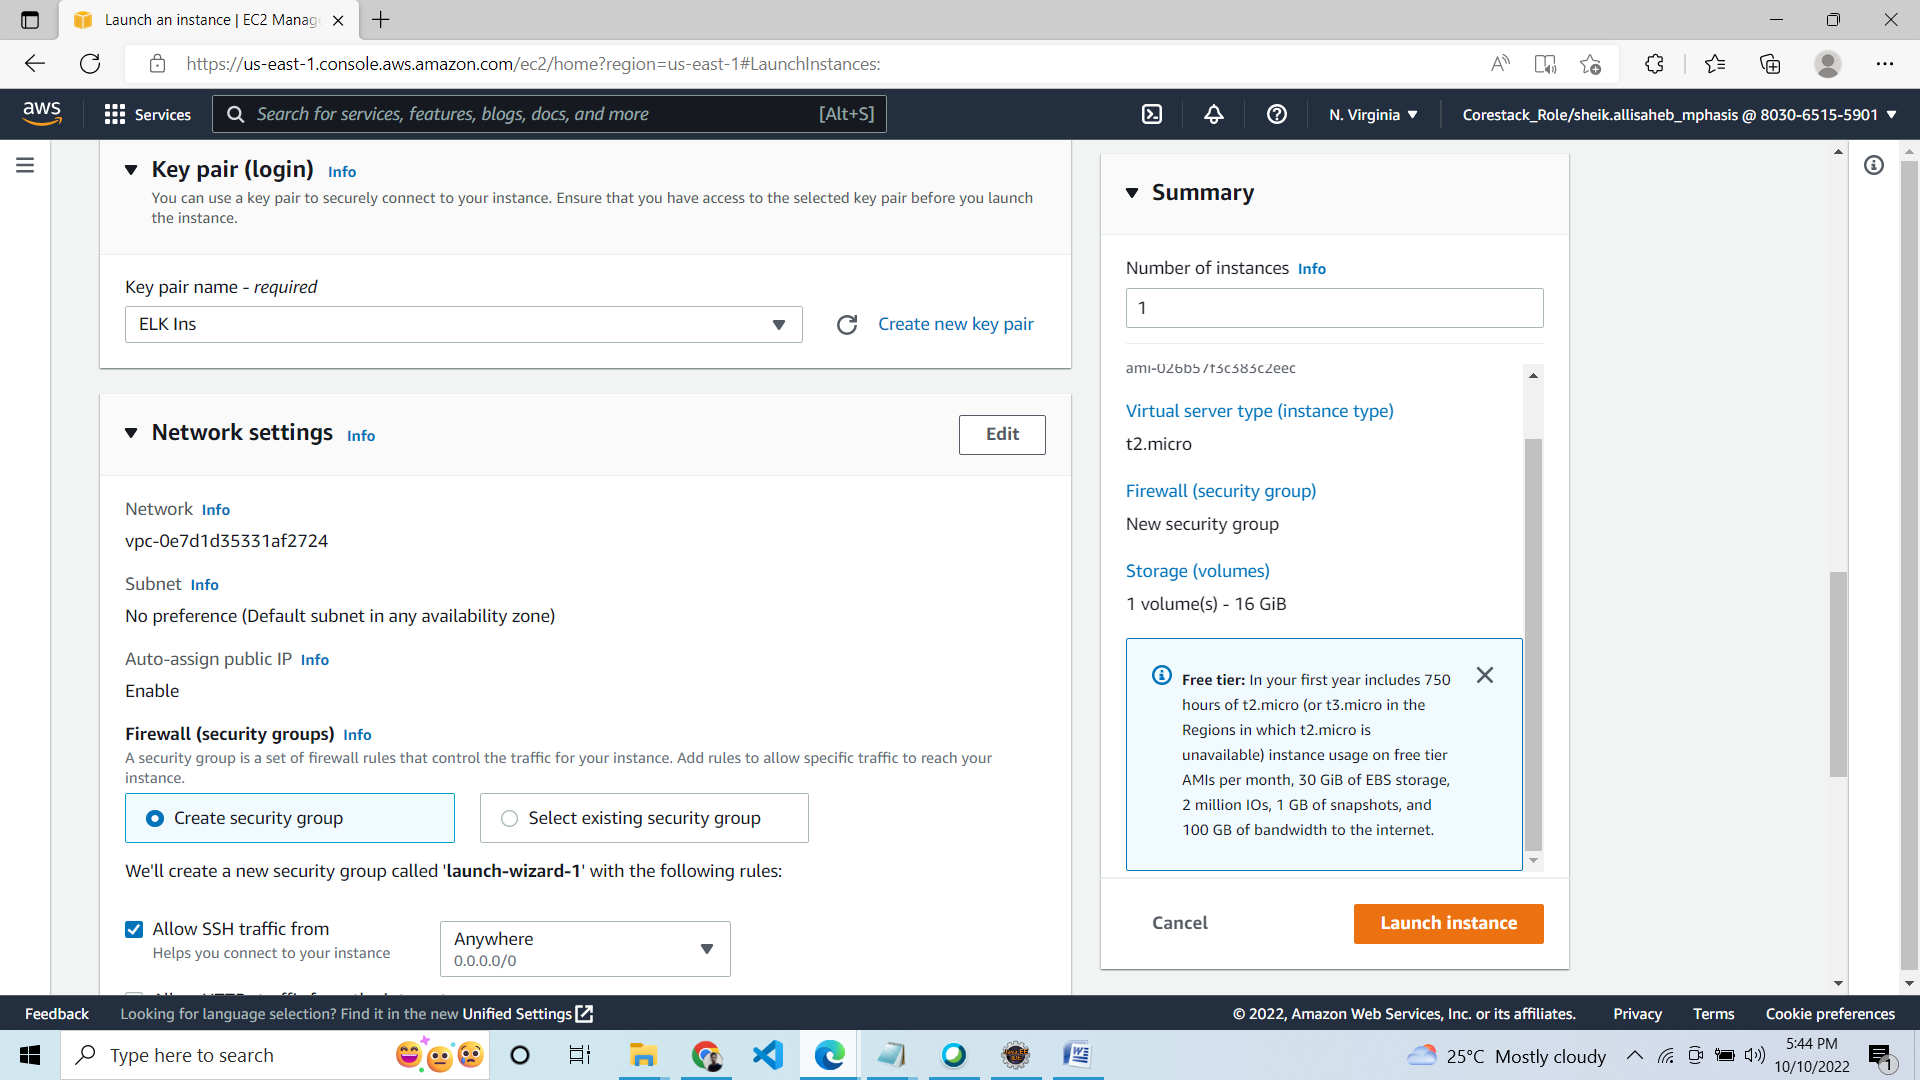 Launch an instance | EC2 Manag
https://us-east-1.console.aws.amazon.com/ec2/home?region=us-east-1#LaunchInstances:
aws
Services
Search for services, features, blogs, docs, and more
[Alt+S]
N. Virginia
Corestack_Role/sheik.allisaheb_mphasis @ 8030-6515-5901
Key pair (login) Info
You can use a key pair to securely connect to your instance. Ensure that you have access to the selected key pair before you launch
the instance.
Key pair name - required
ELK Ins
Create new key pair
Network settings Info
Edit
Network Info
vpc-0e7d1d35331af2724
Subnet Info
No preference (Default subnet in any availability zone)
Auto-assign public IP Info
Enable
Firewall (security groups) Info
A security group is a set of firewall rules that control the traffic for your instance. Add rules to allow specific traffic to reach your
instance.
Create security group
Select existing security group
We'll create a new security group called 'launch-wizard-1' with the following rules:
Allow SSH traffic from
Helps you connect to your instance
Anywhere
0.0.0.0/0
Summary
Number of instances Info
1
ami-026b57f3c383c2eec
Virtual server type (instance type)
t2.micro
Firewall (security group)
New security group
Storage (volumes)
1 volume(s) - 16 GiB
Free tier: In your first year includes 750
hours of t2.micro (or t3.micro in the
Regions in which t2.micro is
unavailable) instance usage on free tier
AMIs per month, 30 GiB of EBS storage,
2 million IOs, 1 GB of snapshots, and
100 GB of bandwidth to the internet.
Cancel
Launch instance
Feedback
Looking for language selection? Find it in the new Unified Settings
© 2022, Amazon Web Services, Inc. or its affiliates.
Privacy
Terms
Cookie preferences
Type here to search
25°C Mostly cloudy
5:44 PM
10/10/2022
1